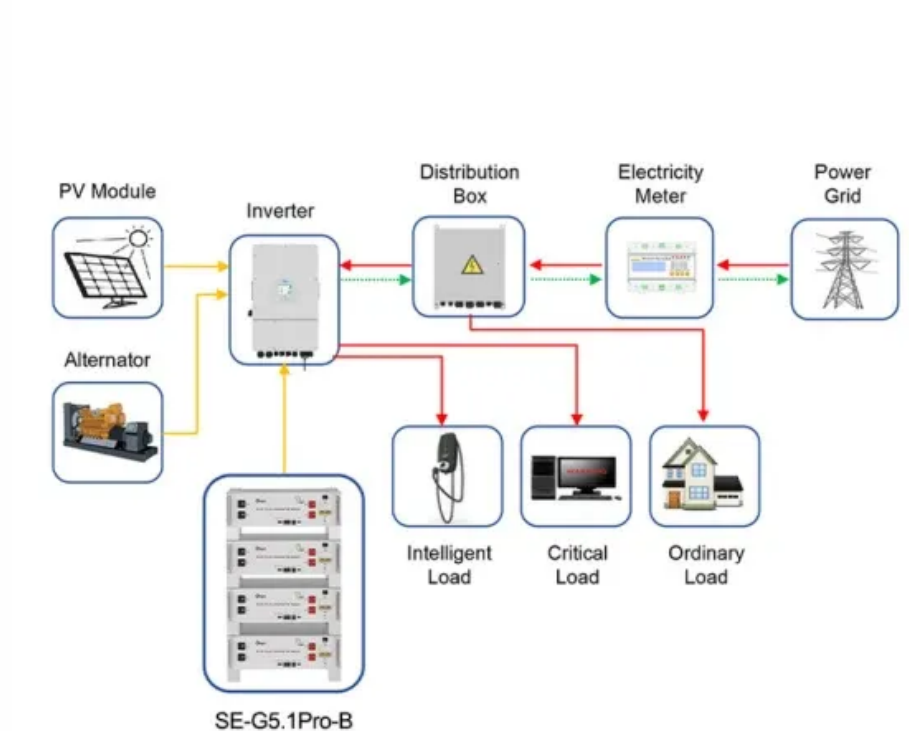 PV Module
Inverter
Distribution
Box
Electricity
Meter
Power
Grid
Alternator
Intelligent
Load
Critical
Load
Ordinary
Load
SE-G5.1Pro-B